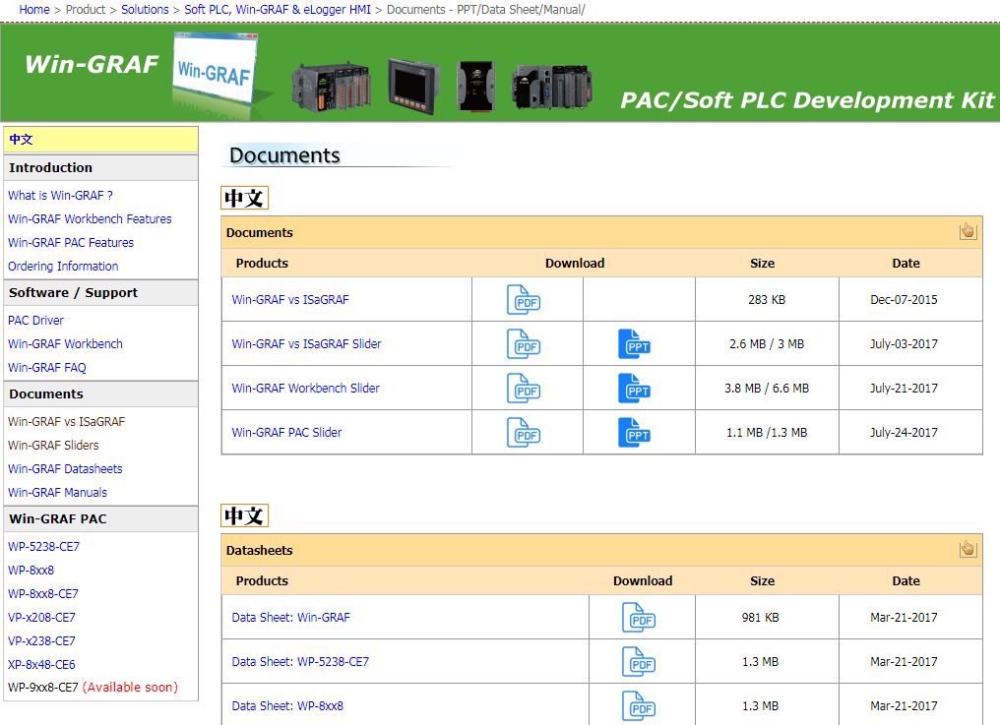 Home > Product > Solutions > Soft PLC, Win-GRAF & eLogger HMI > Documents - PPT/Data Sheet/Manual/
Win-GRAF
Win-GRAF
PAC/Soft PLC Development Kit
中文
Introduction
What is Win-GRAF ?
Win-GRAF Workbench Features
Win-GRAF PAC Features
Ordering Information
Software / Support
PAC Driver
Win-GRAF Workbench
Win-GRAF FAQ
Documents
Win-GRAF vs ISaGRAF
Win-GRAF Sliders
Win-GRAF Datasheets
Win-GRAF Manuals
Win-GRAF PAC
WP-5238-CE7
WP-8xx8
WP-8xx8-CE7
VP-x208-CE7
VP-x238-CE7
XP-8x48-CE6
WP-9xx8-CE7 (Available soon)
Documents
中文
Documents
Products Download Size Date
Win-GRAF vs ISaGRAF PDF 283 KB Dec-07-2015
Win-GRAF vs ISaGRAF Slider PDF PPT 2.6 MB / 3 MB July-03-2017
Win-GRAF Workbench Slider PDF PPT 3.8 MB / 6.6 MB July-21-2017
Win-GRAF PAC Slider PDF PPT 1.1 MB /1.3 MB July-24-2017
中文
Datasheets
Products Download Size Date
Data Sheet: Win-GRAF PDF 981 KB Mar-21-2017
Data Sheet: WP-5238-CE7 PDF 1.3 MB Mar-21-2017
Data Sheet: WP-8xx8 PDF 1.3 MB Mar-21-2017